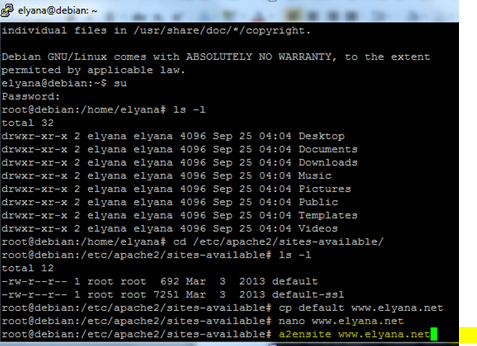 elyana@debian: ~
individual files in /usr/share/doc/*/copyright.
Debian GNU/Linux comes with ABSOLUTELY NO WARRANTY, to the extent
permitted by applicable law.
elyana@debian:~$ su
Password:
root@debian:/home/elyana# ls -l
total 32
drwxr-xr-x 2 elyana elyana 4096 Sep 25 04:04 Desktop
drwxr-xr-x 2 elyana elyana 4096 Sep 25 04:04 Documents
drwxr-xr-x 2 elyana elyana 4096 Sep 25 04:04 Downloads
drwxr-xr-x 2 elyana elyana 4096 Sep 25 04:04 Music
drwxr-xr-x 2 elyana elyana 4096 Sep 25 04:04 Pictures
drwxr-xr-x 2 elyana elyana 4096 Sep 25 04:04 Public
drwxr-xr-x 2 elyana elyana 4096 Sep 25 04:04 Templates
drwxr-xr-x 2 elyana elyana 4096 Sep 25 04:04 Videos
root@debian:/home/elyana# cd /etc/apache2/sites-available/
root@debian:/etc/apache2/sites-available# ls -l
total 12
-rw-r--r-- 1 root root  692 Mar  3  2013 default
-rw-r--r-- 1 root root 7251 Mar  3  2013 default-ssl
root@debian:/etc/apache2/sites-available# cp default www.elyana.net
root@debian:/etc/apache2/sites-available# nano www.elyana.net
root@debian:/etc/apache2/sites-available# a2ensite www.elyana.net